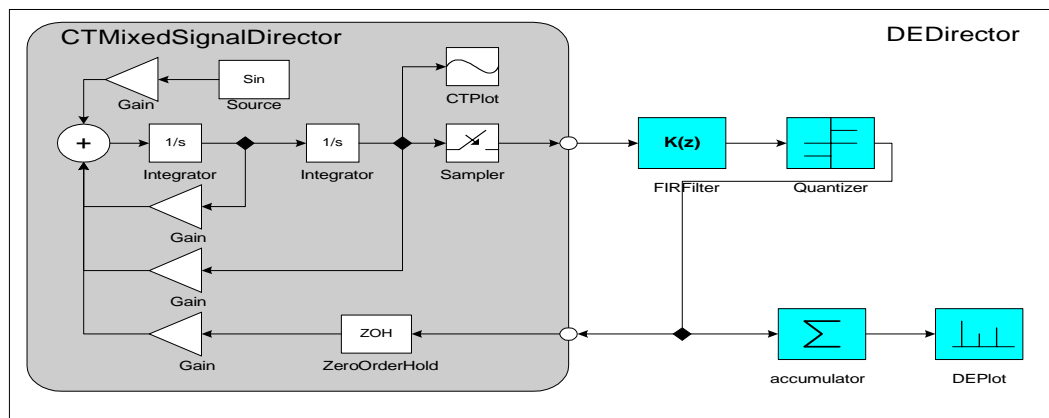 CTMixedSignalDirector
DEDirector
Gain
Sin
Source
CTPlot
+
1/s
Integrator
1/s
Integrator
Sampler
K(z)
FIRFilter
Quantizer
Gain
Gain
Gain
ZOH
ZeroOrderHold
Σ
accumulator
DEPlot